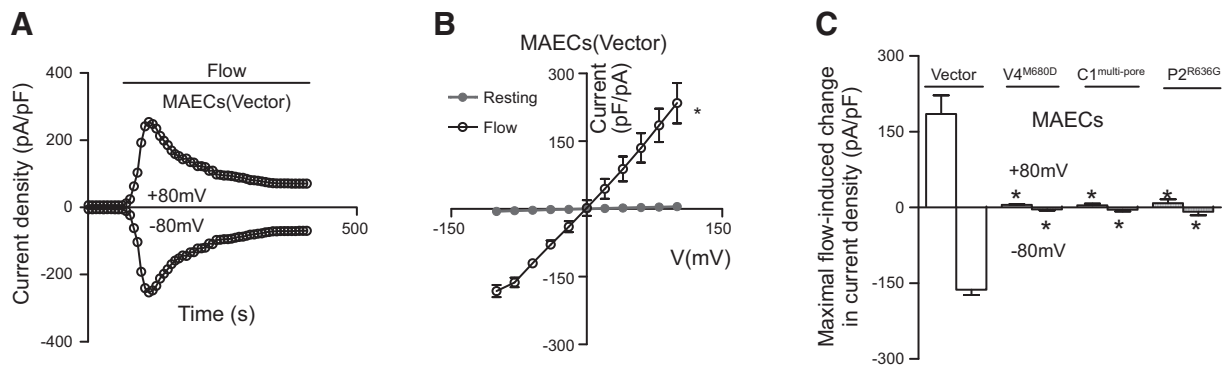 A
Current density (pA/pF)
400
200
0
-200
-400
Flow
MAECs(Vector)
+80mV
-80mV
500
Time (s)
B
MAECs(Vector)
Resting
Flow
Current
(pF/pA)
300
150
-150
-300
-150
150
V(mV)
*
C
Maximal flow-induced change
in current density (pA/pF)
300
150
0
-150
-300
Vector
V4M680D
C1multi-pore
P2R636G
MAECs
+80mV
* * *
* * *
-80mV